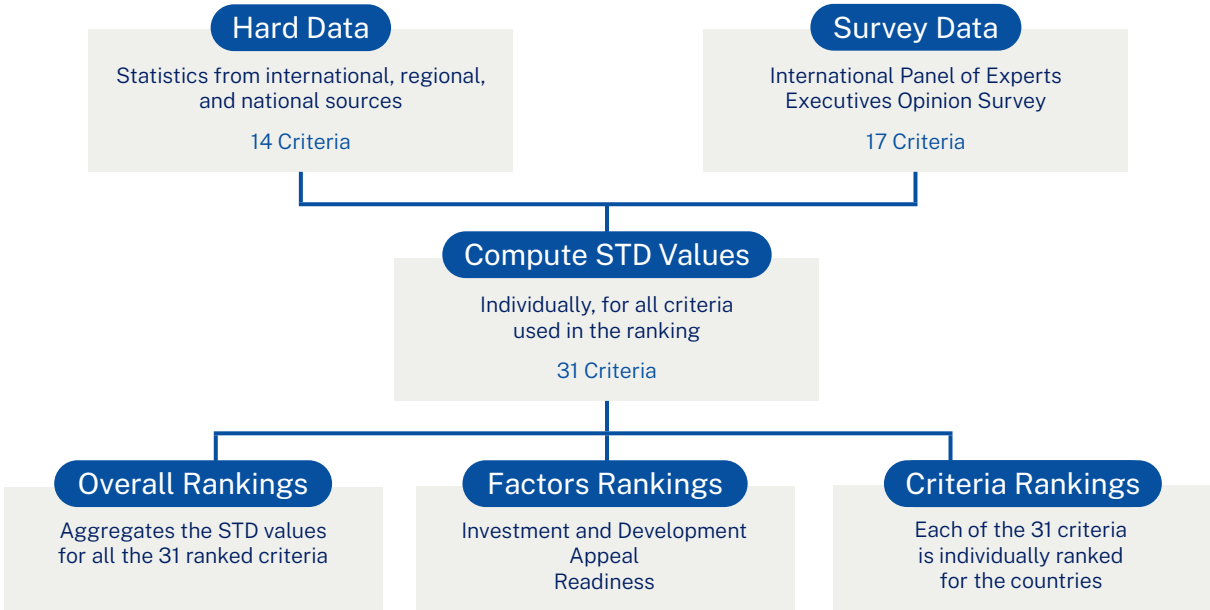 Hard Data
Statistics from international, regional,
and national sources
14 Criteria
Survey Data
International Panel of Experts
Executives Opinion Survey
17 Criteria
Compute STD Values
Individually, for all criteria
used in the ranking
31 Criteria
Overall Rankings
Aggregates the STD values
for all the 31 ranked criteria
Factors Rankings
Investment and Development
Appeal
Readiness
Criteria Rankings
Each of the 31 criteria
is individually ranked
for the countries